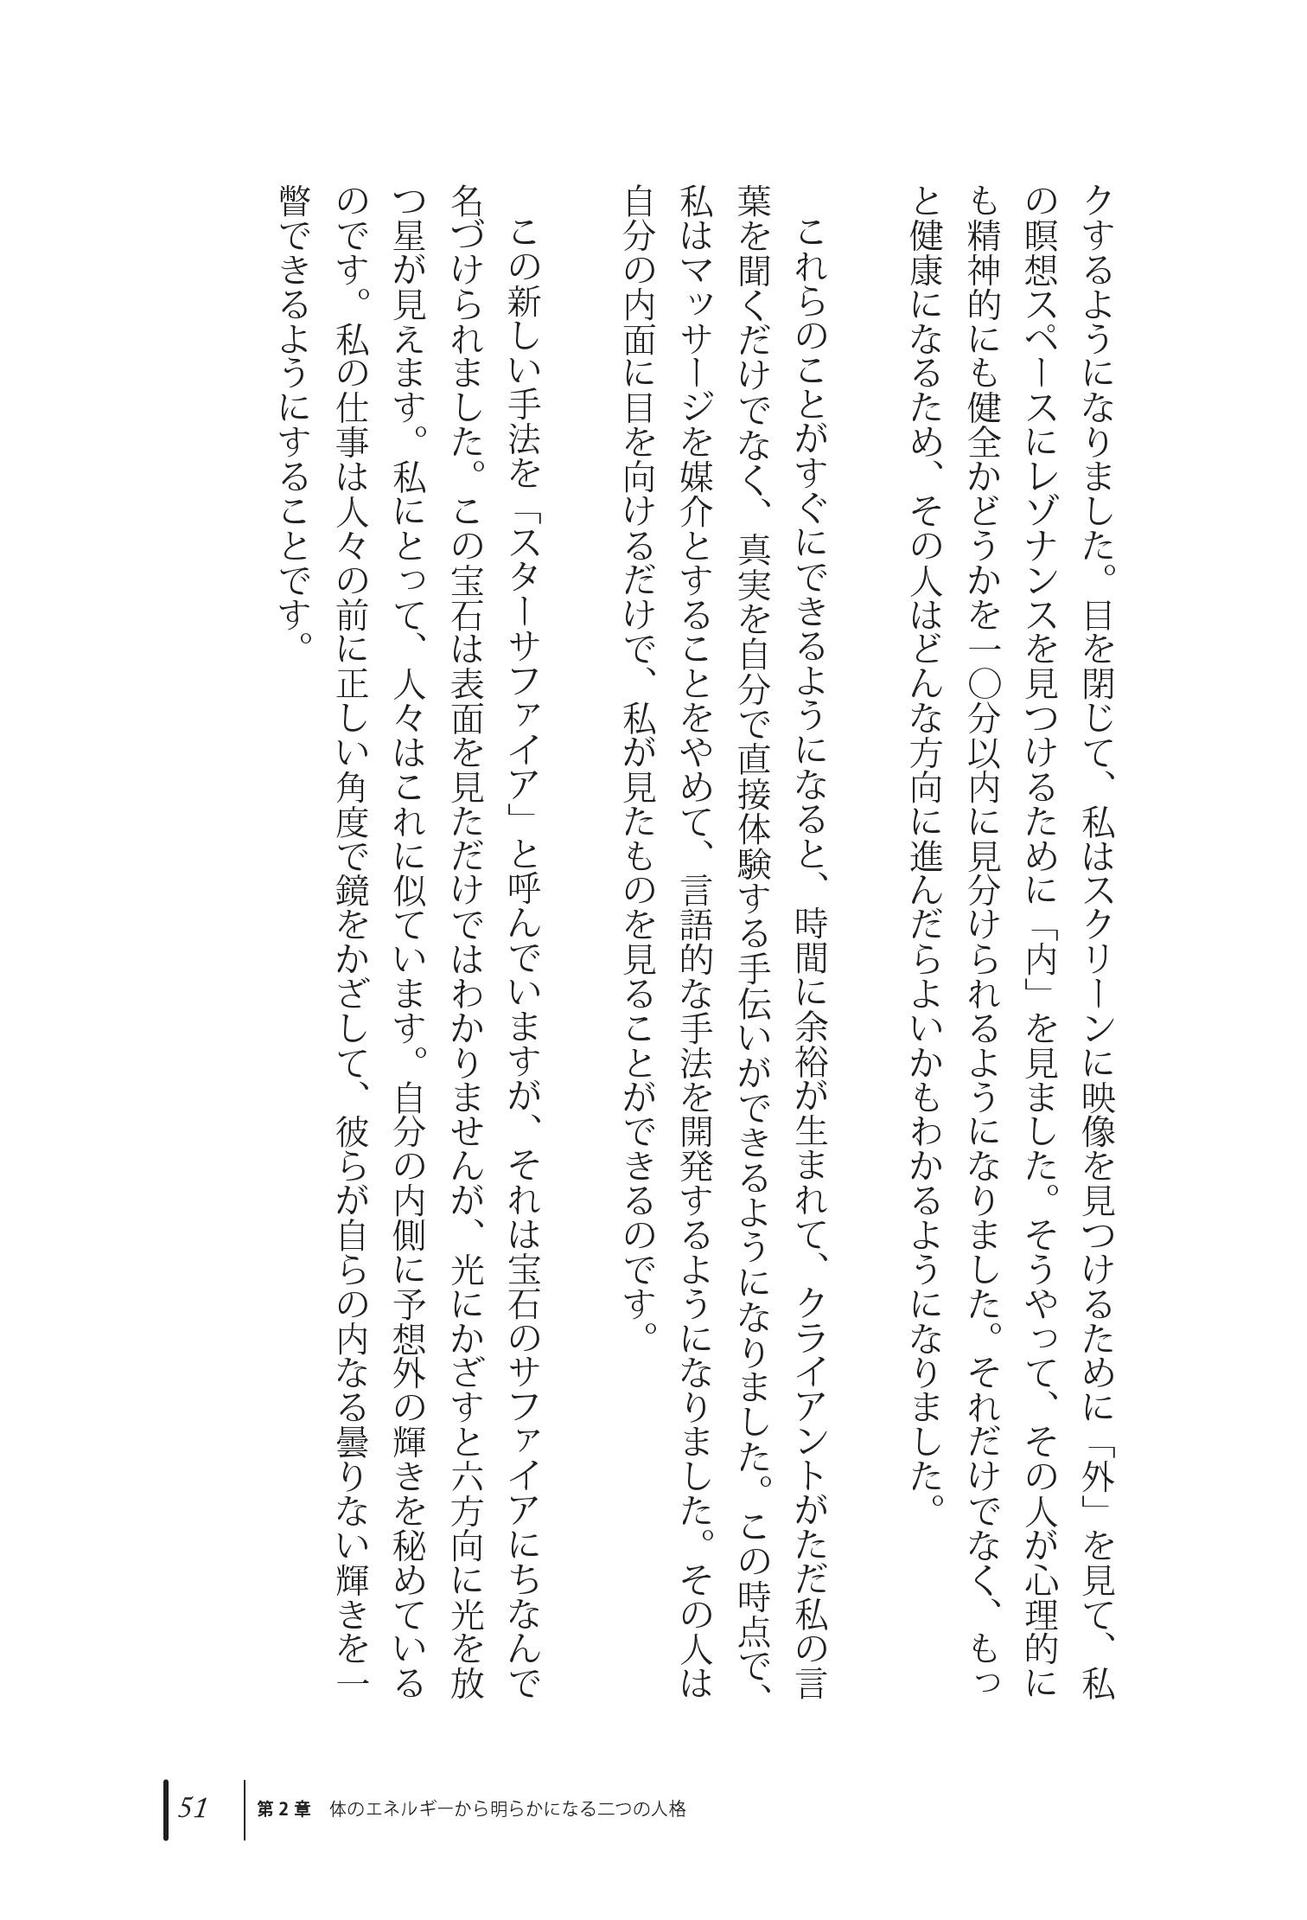 クするようになりました。目を閉じて、私はスクリーンに映像を見つけるために「外」を見て、私
の瞑想スペースにレゾナンスを見つけるために「内」を見ました。そうやって、その人が心理的に
も精神的にも健全かどうかを一〇分以内に見分けられるようになりました。それだけでなく、もっ
と健康になるため、その人はどんな方向に進んだらよいかもわかるようになりました。
これらのことがすぐにできるようになると、時間に余裕が生まれて、クライアントがただ私の言
葉を聞くだけでなく、真実を自分で直接体験する手伝いができるようになりました。この時点で、
私はマッサージを媒介とすることをやめて、言語的な手法を開発するようになりました。その人は
自分の内面に目を向けるだけで、私が見たものを見ることができるのです。
この新しい手法を「スターサファイア」と呼んでいますが、それは宝石のサファイアにちなんで
名づけられました。この宝石は表面を見ただけではわかりませんが、光にかざすと六方向に光を放
つ星が見えます。私にとって、人々はこれに似ています。自分の内側に予想外の輝きを秘めている
のです。私の仕事は人々の前に正しい角度で鏡をかざして、彼らが自らの内なる曇りない輝きを一
瞥できるようにすることです。
51 第2章 体のエネルギーから明らかになる二つの人格